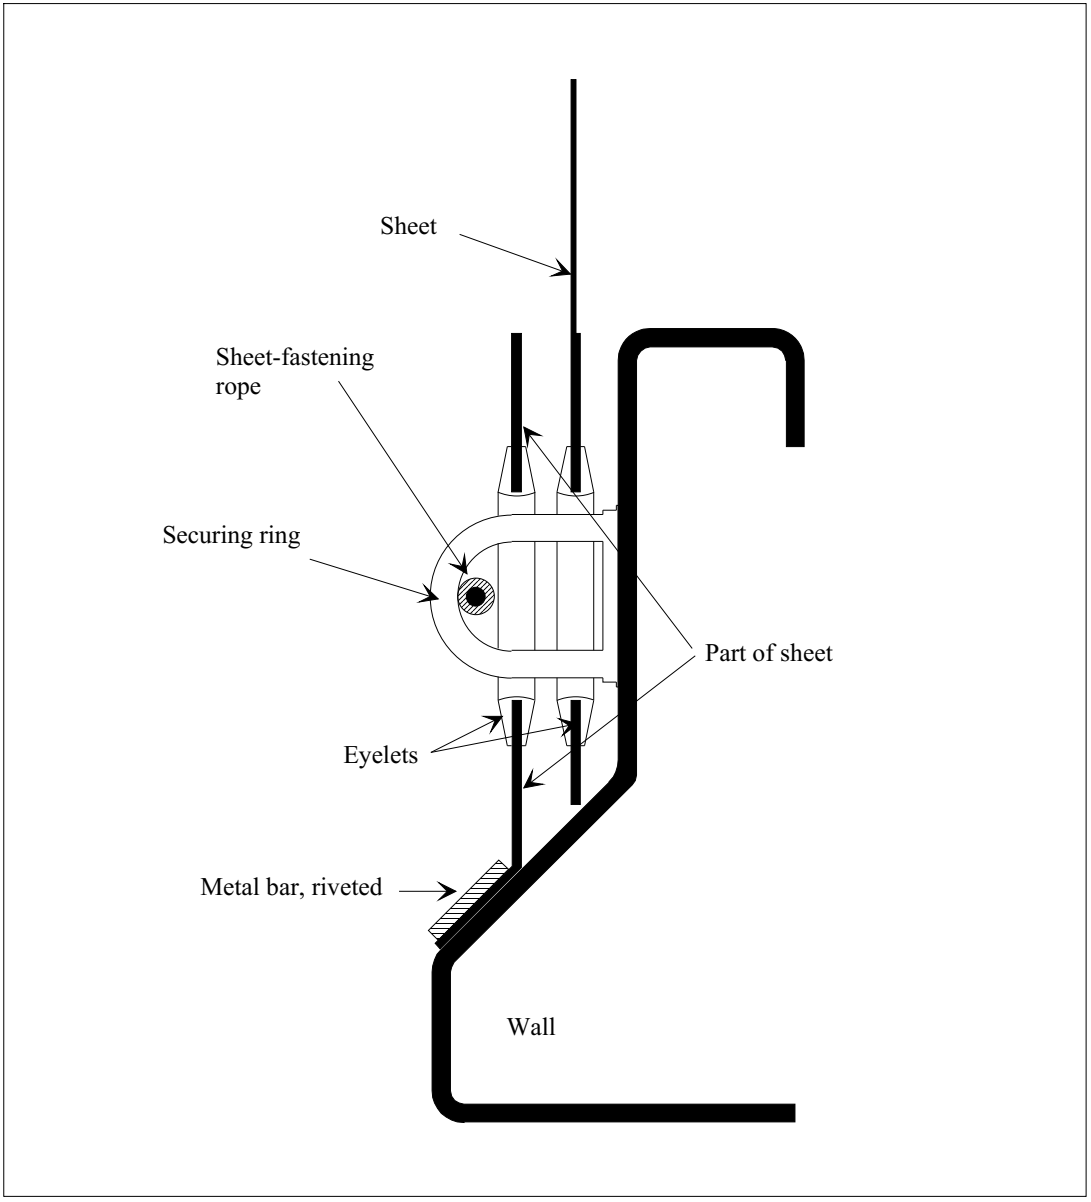 Sheet
Sheet-fastening
rope
Securing ring
Part of sheet
Eyelets
Metal bar, riveted
Wall